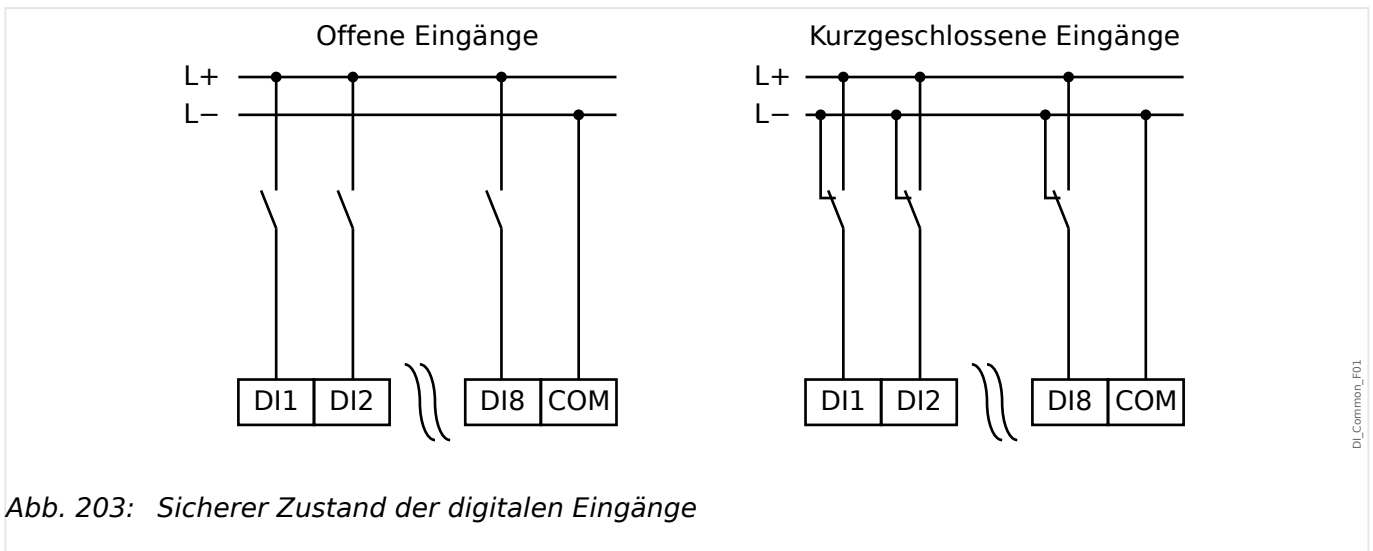 Offene Eingänge
L+
L−
DI1 DI2 DI8 COM
Kurzgeschlossene Eingänge
L+
L−
DI1 DI2 DI8 COM
DI_Common_F01
Abb. 203: Sicherer Zustand der digitalen Eingänge